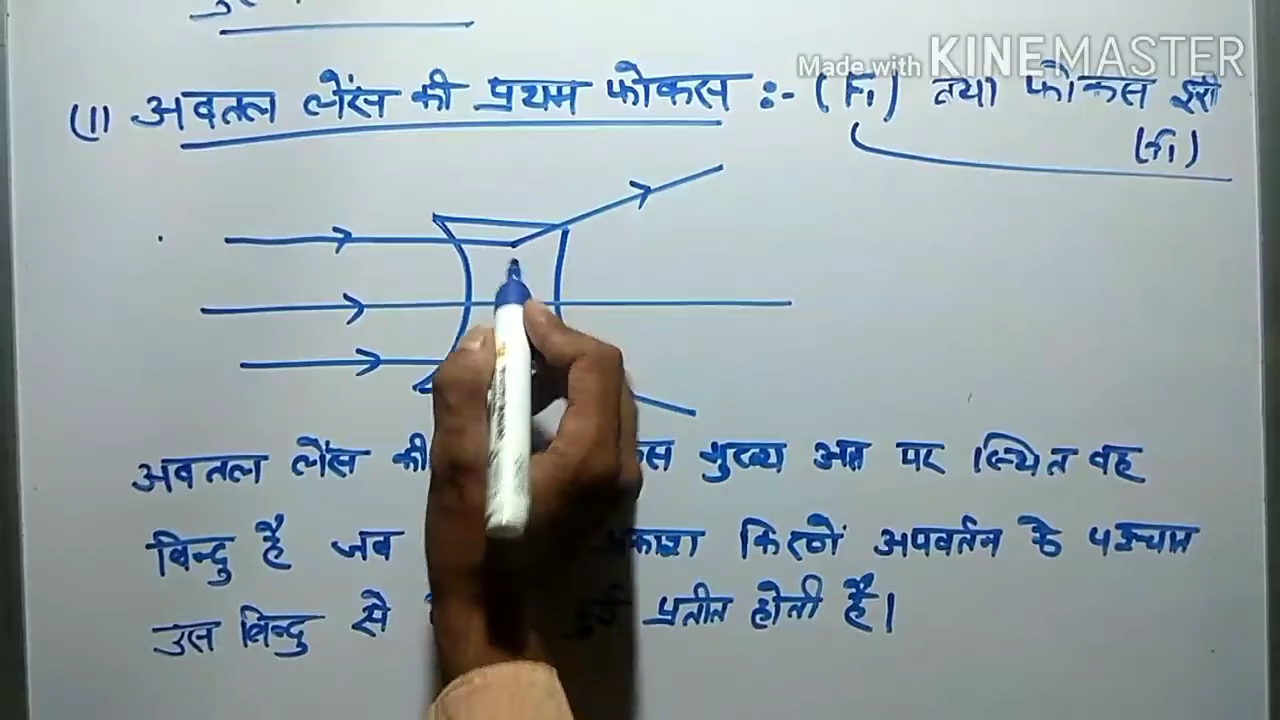 Made with KINEMASTER
(1) अवतल लेंस की प्रथम फोकस :- (F₁) तथा फोकस दूरी
(f₁)
अवतल लेंस की मुख्य अक्ष पर स्थित वह
बिन्दु है जब प्रकाश किरणें अपवर्तन के पश्चात
उस बिन्दु से हुई प्रतीत होती है।